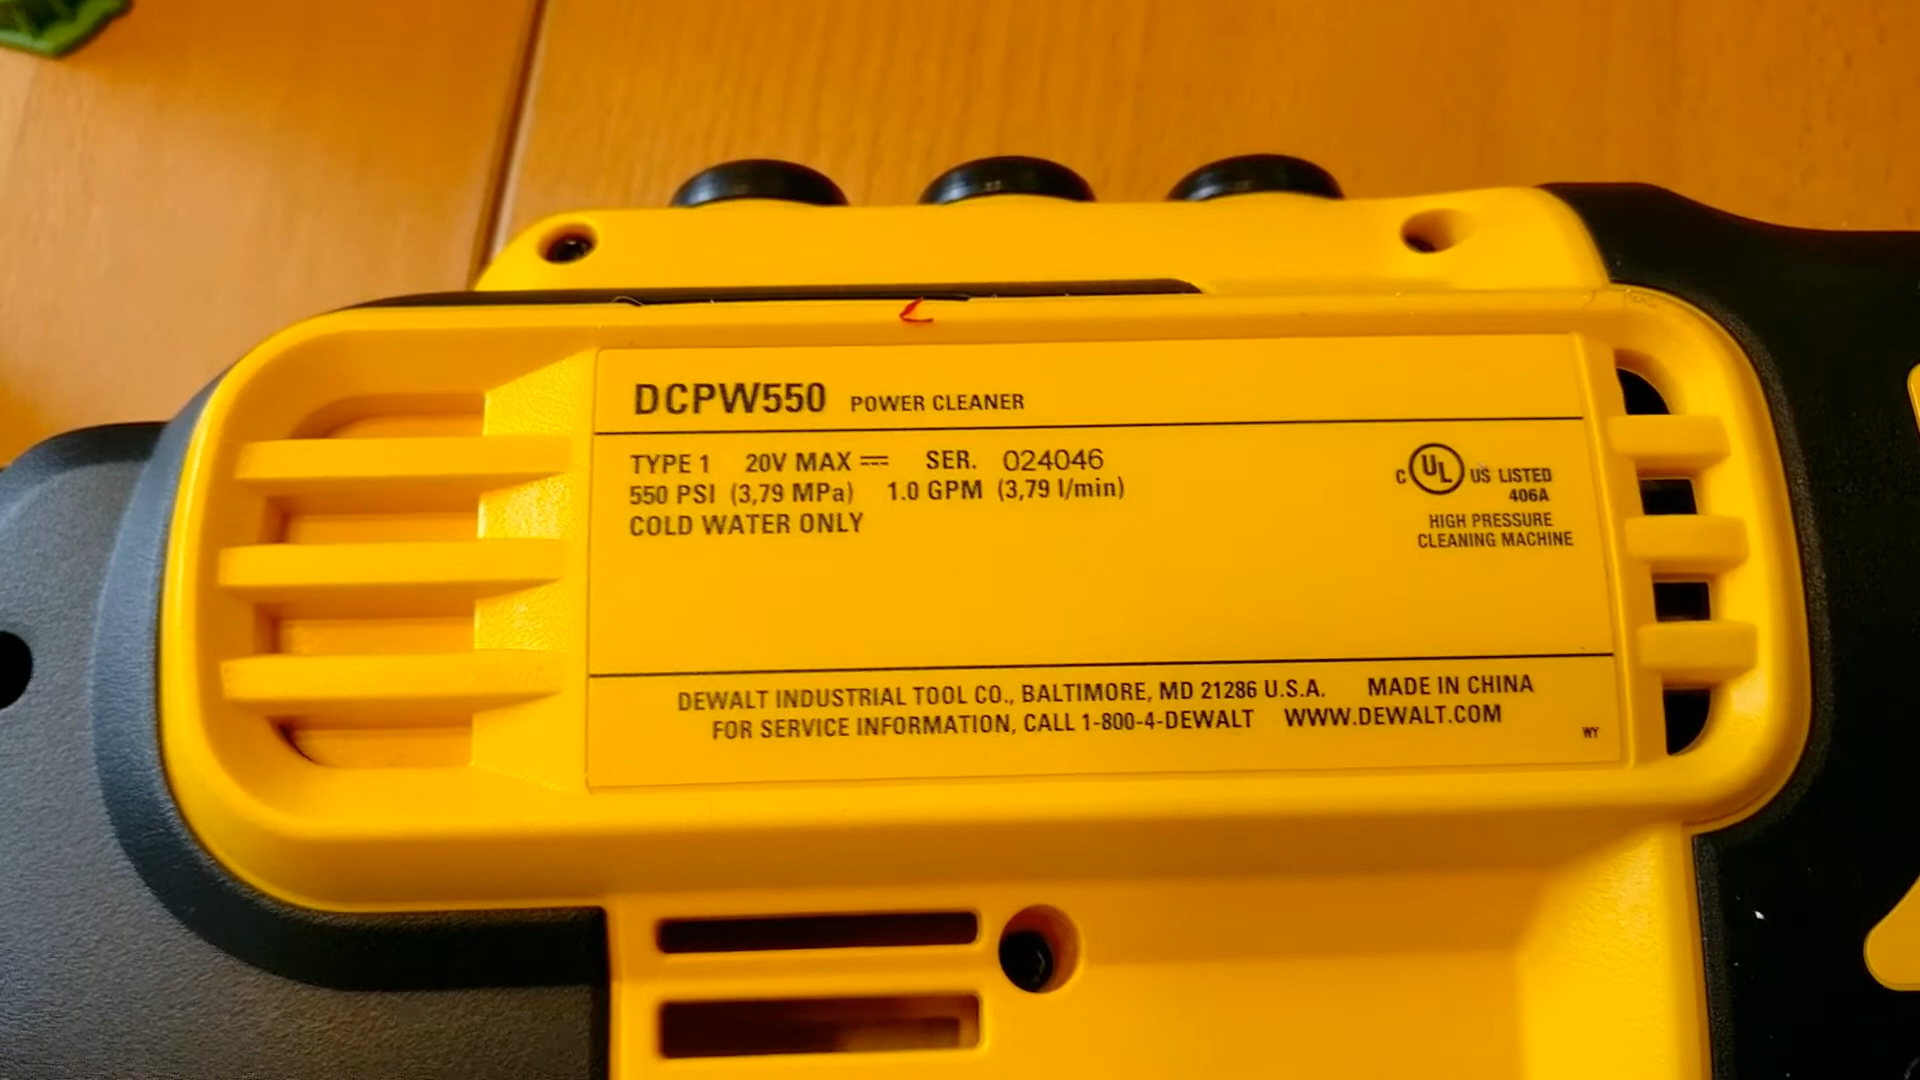 DCPW550 POWER CLEANER
TYPE 1 20V MAX ⎓ SER. 024046
550 PSI (3,79 MPa) 1.0 GPM (3,79 l/min)
COLD WATER ONLY
C UL US LISTED
406A
HIGH PRESSURE
CLEANING MACHINE
DEWALT INDUSTRIAL TOOL CO., BALTIMORE, MD 21286 U.S.A. MADE IN CHINA
FOR SERVICE INFORMATION, CALL 1-800-4-DEWALT WWW.DEWALT.COM
WY